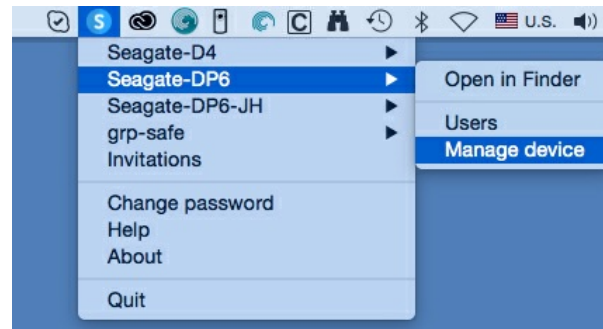 S C U.S.
Seagate-D4
Seagate-DP6
Seagate-DP6-JH
grp-safe
Invitations
Change password
Help
About
Quit
Open in Finder
Users
Manage device